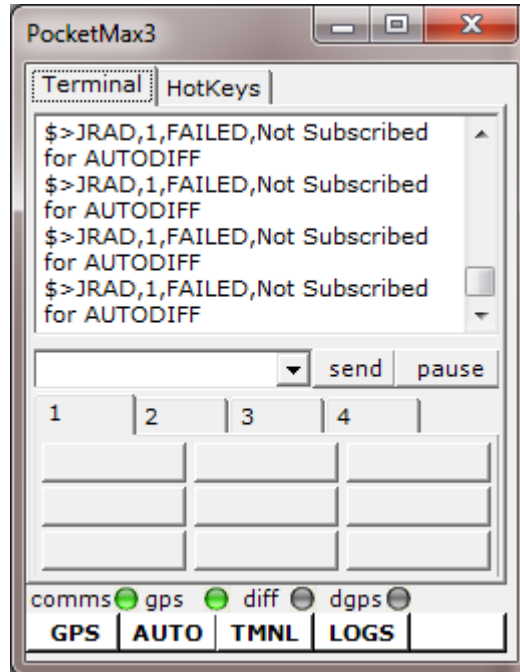 PocketMax3
Terminal HotKeys
$>JRAD,1,FAILED,Not Subscribed
for AUTODIFF
$>JRAD,1,FAILED,Not Subscribed
for AUTODIFF
$>JRAD,1,FAILED,Not Subscribed
for AUTODIFF
$>JRAD,1,FAILED,Not Subscribed
for AUTODIFF
send pause
1 2 3 4
comms gps diff dgps
GPS AUTO TMNL LOGS